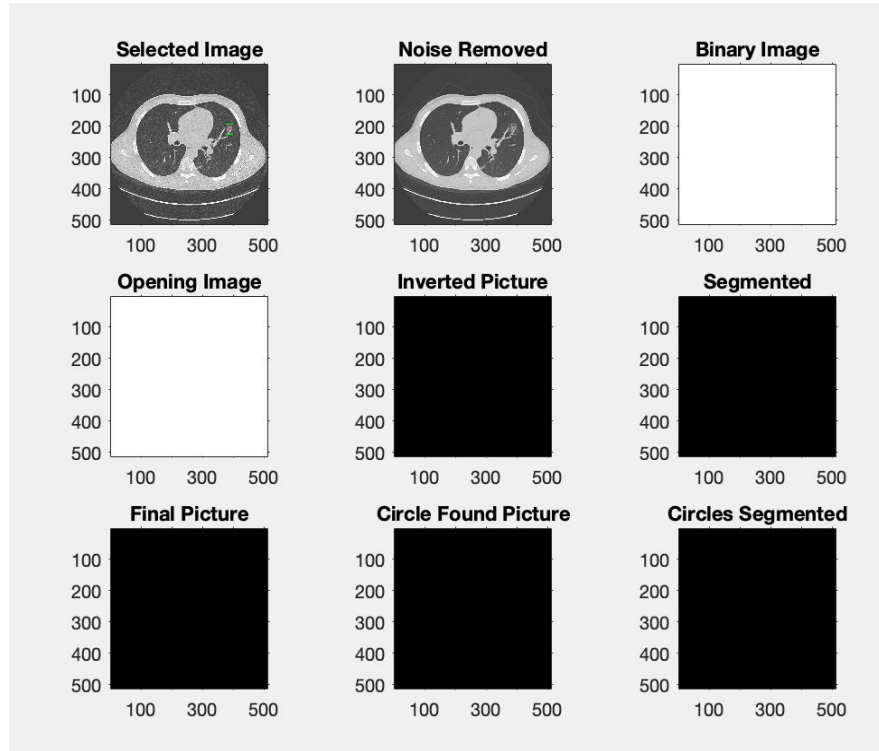 Selected Image
100
200
300
400
500
100 300 500
Noise Removed
100
200
300
400
500
100 300 500
Binary Image
100
200
300
400
500
100 300 500
Opening Image
100
200
300
400
500
100 300 500
Inverted Picture
100
200
300
400
500
100 300 500
Segmented
100
200
300
400
500
100 300 500
Final Picture
100
200
300
400
500
100 300 500
Circle Found Picture
100
200
300
400
500
100 300 500
Circles Segmented
100
200
300
400
500
100 300 500